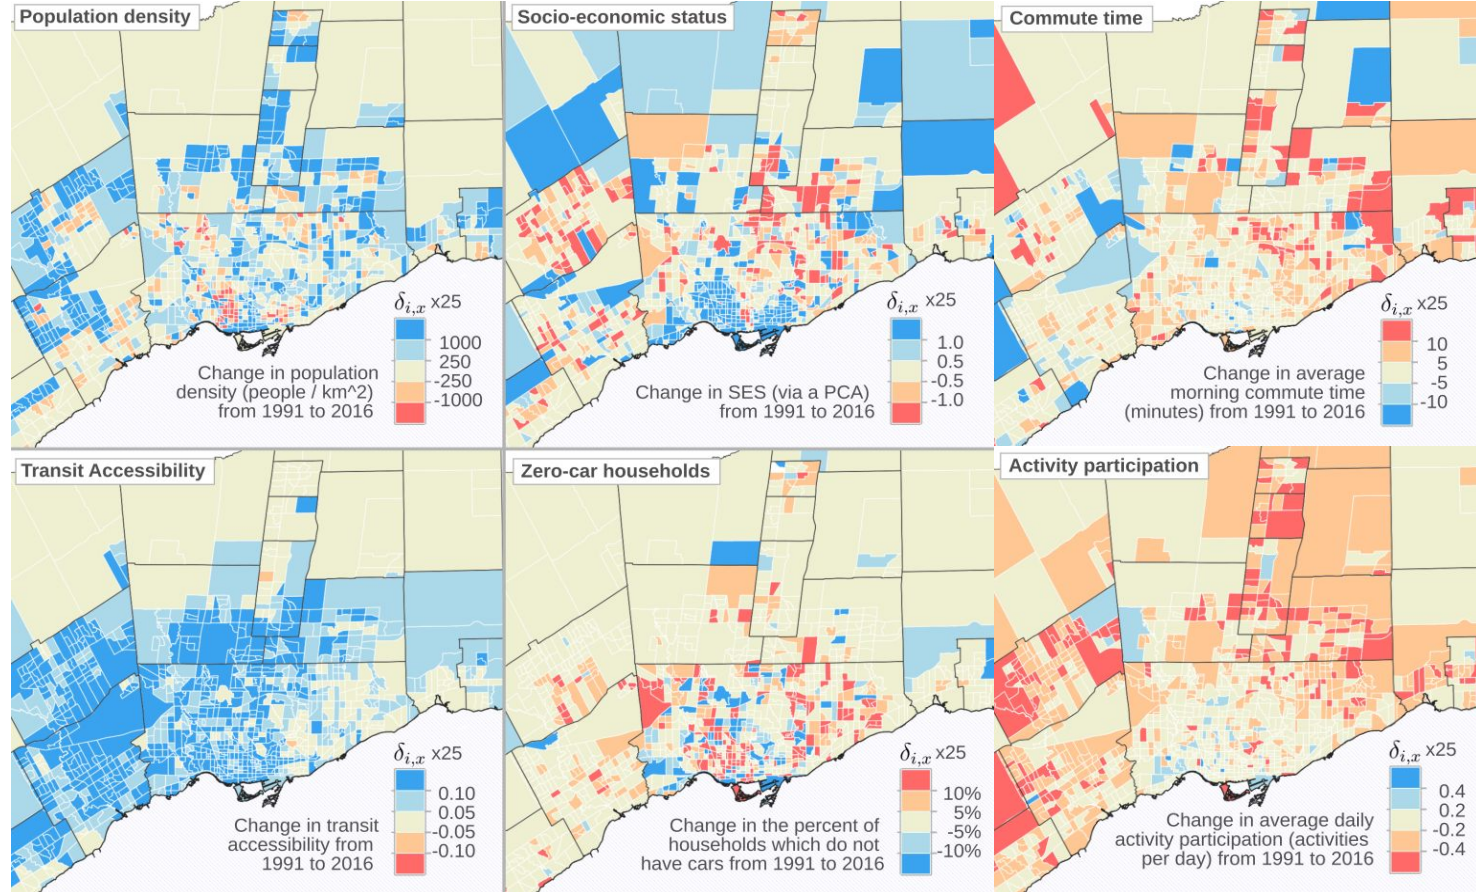 Population density
δi,x x25
1000
250
-250
-1000
Change in population
density (people / km^2)
from 1991 to 2016
Socio-economic status
δi,x x25
1.0
0.5
-0.5
-1.0
Change in SES (via a PCA)
from 1991 to 2016
Commute time
δi,x x25
10
5
-5
-10
Change in average
morning commute time
(minutes) from 1991 to 2016
Transit Accessibility
δi,x x25
0.10
0.05
-0.05
-0.10
Change in transit
accessibility from
1991 to 2016
Zero-car households
δi,x x25
10%
5%
-5%
-10%
Change in the percent of
households which do not
have cars from 1991 to 2016
Activity participation
δi,x x25
0.4
0.2
-0.2
-0.4
Change in average daily
activity participation (activities
per day) from 1991 to 2016